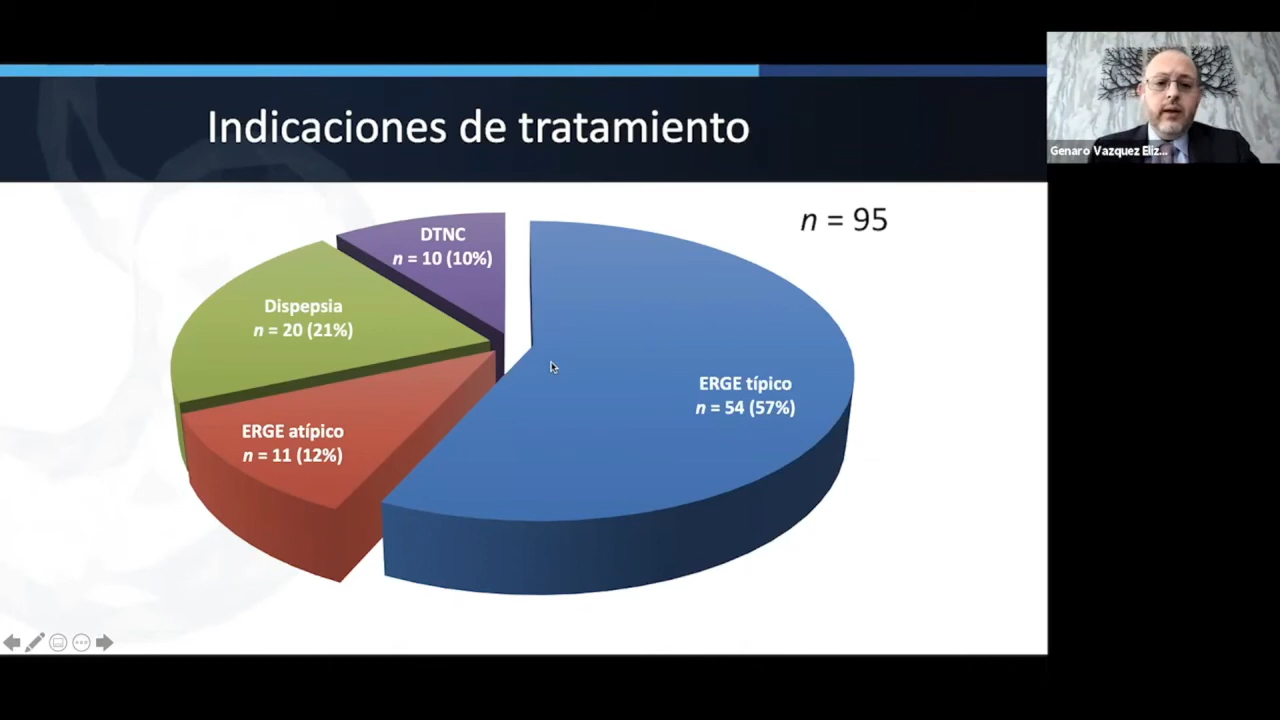 Indicaciones de tratamiento
n = 95
DTNC
n = 10 (10%)
Dispepsia
n = 20 (21%)
ERGE típico
n = 54 (57%)
ERGE atípico
n = 11 (12%)
Genaro Vazquez Eliz...